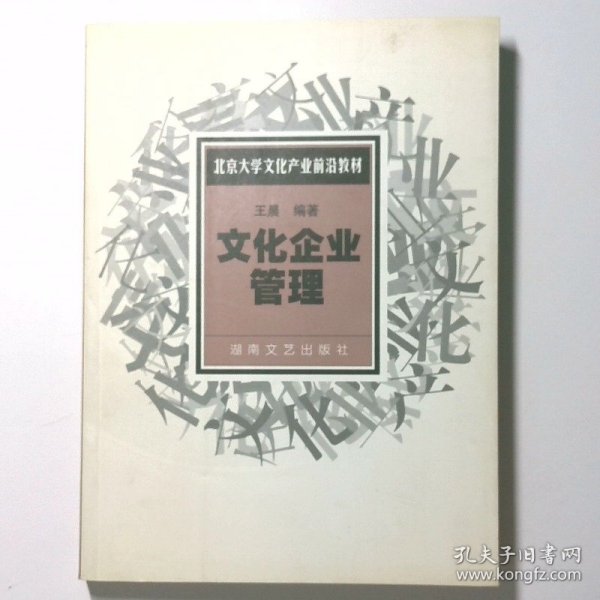 北京大学文化产业前沿教材
王晨 编著
文化企业
管理
湖南文艺出版社
孔夫子旧书网
www.kongfz.com